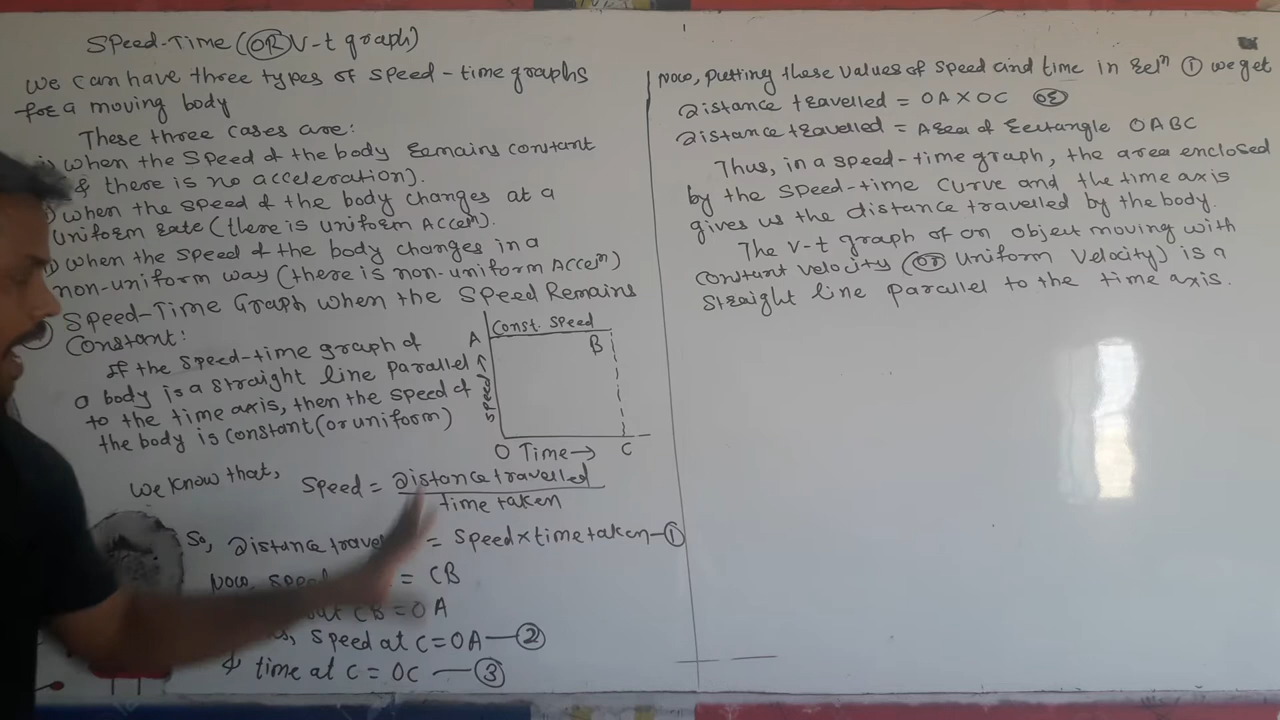 Speed-Time (OR V-t graph)
We can have three types of speed-time graphs
for a moving body
These three cases are:
i) when the speed of the body remains constant
& there is no acceleration).
when the speed of the body changes at a
uniform rate (there is uniform Acceⁿ).
when the speed of the body changes in a
non-uniform way (there is non-uniform Acceⁿ)
Speed-Time Graph when the speed Remains
Constant:
If the speed-time graph of
a body is a straight line parallel
to the time axis, then the speed of
the body is constant (or uniform)
Const. Speed
A
B
Speed →
O Time → C
We know that, Speed = Distance travelled / time taken
So, Distance = Speed × time taken — ①
Now, = CB
CB = OA
Speed at C = OA — ②
& time at C = OC — ③
Now, putting these values of speed and time in Eelⁿ ① we get
Distance travelled = OA × OC OR
Distance travelled = Area of rectangle OABC
Thus, in a speed-time graph, the area enclosed
by the speed-time curve and the time axis
gives us the distance travelled by the body.
The V-t graph of an object moving with
constant velocity (OR uniform velocity) is a
straight line parallel to the time axis.